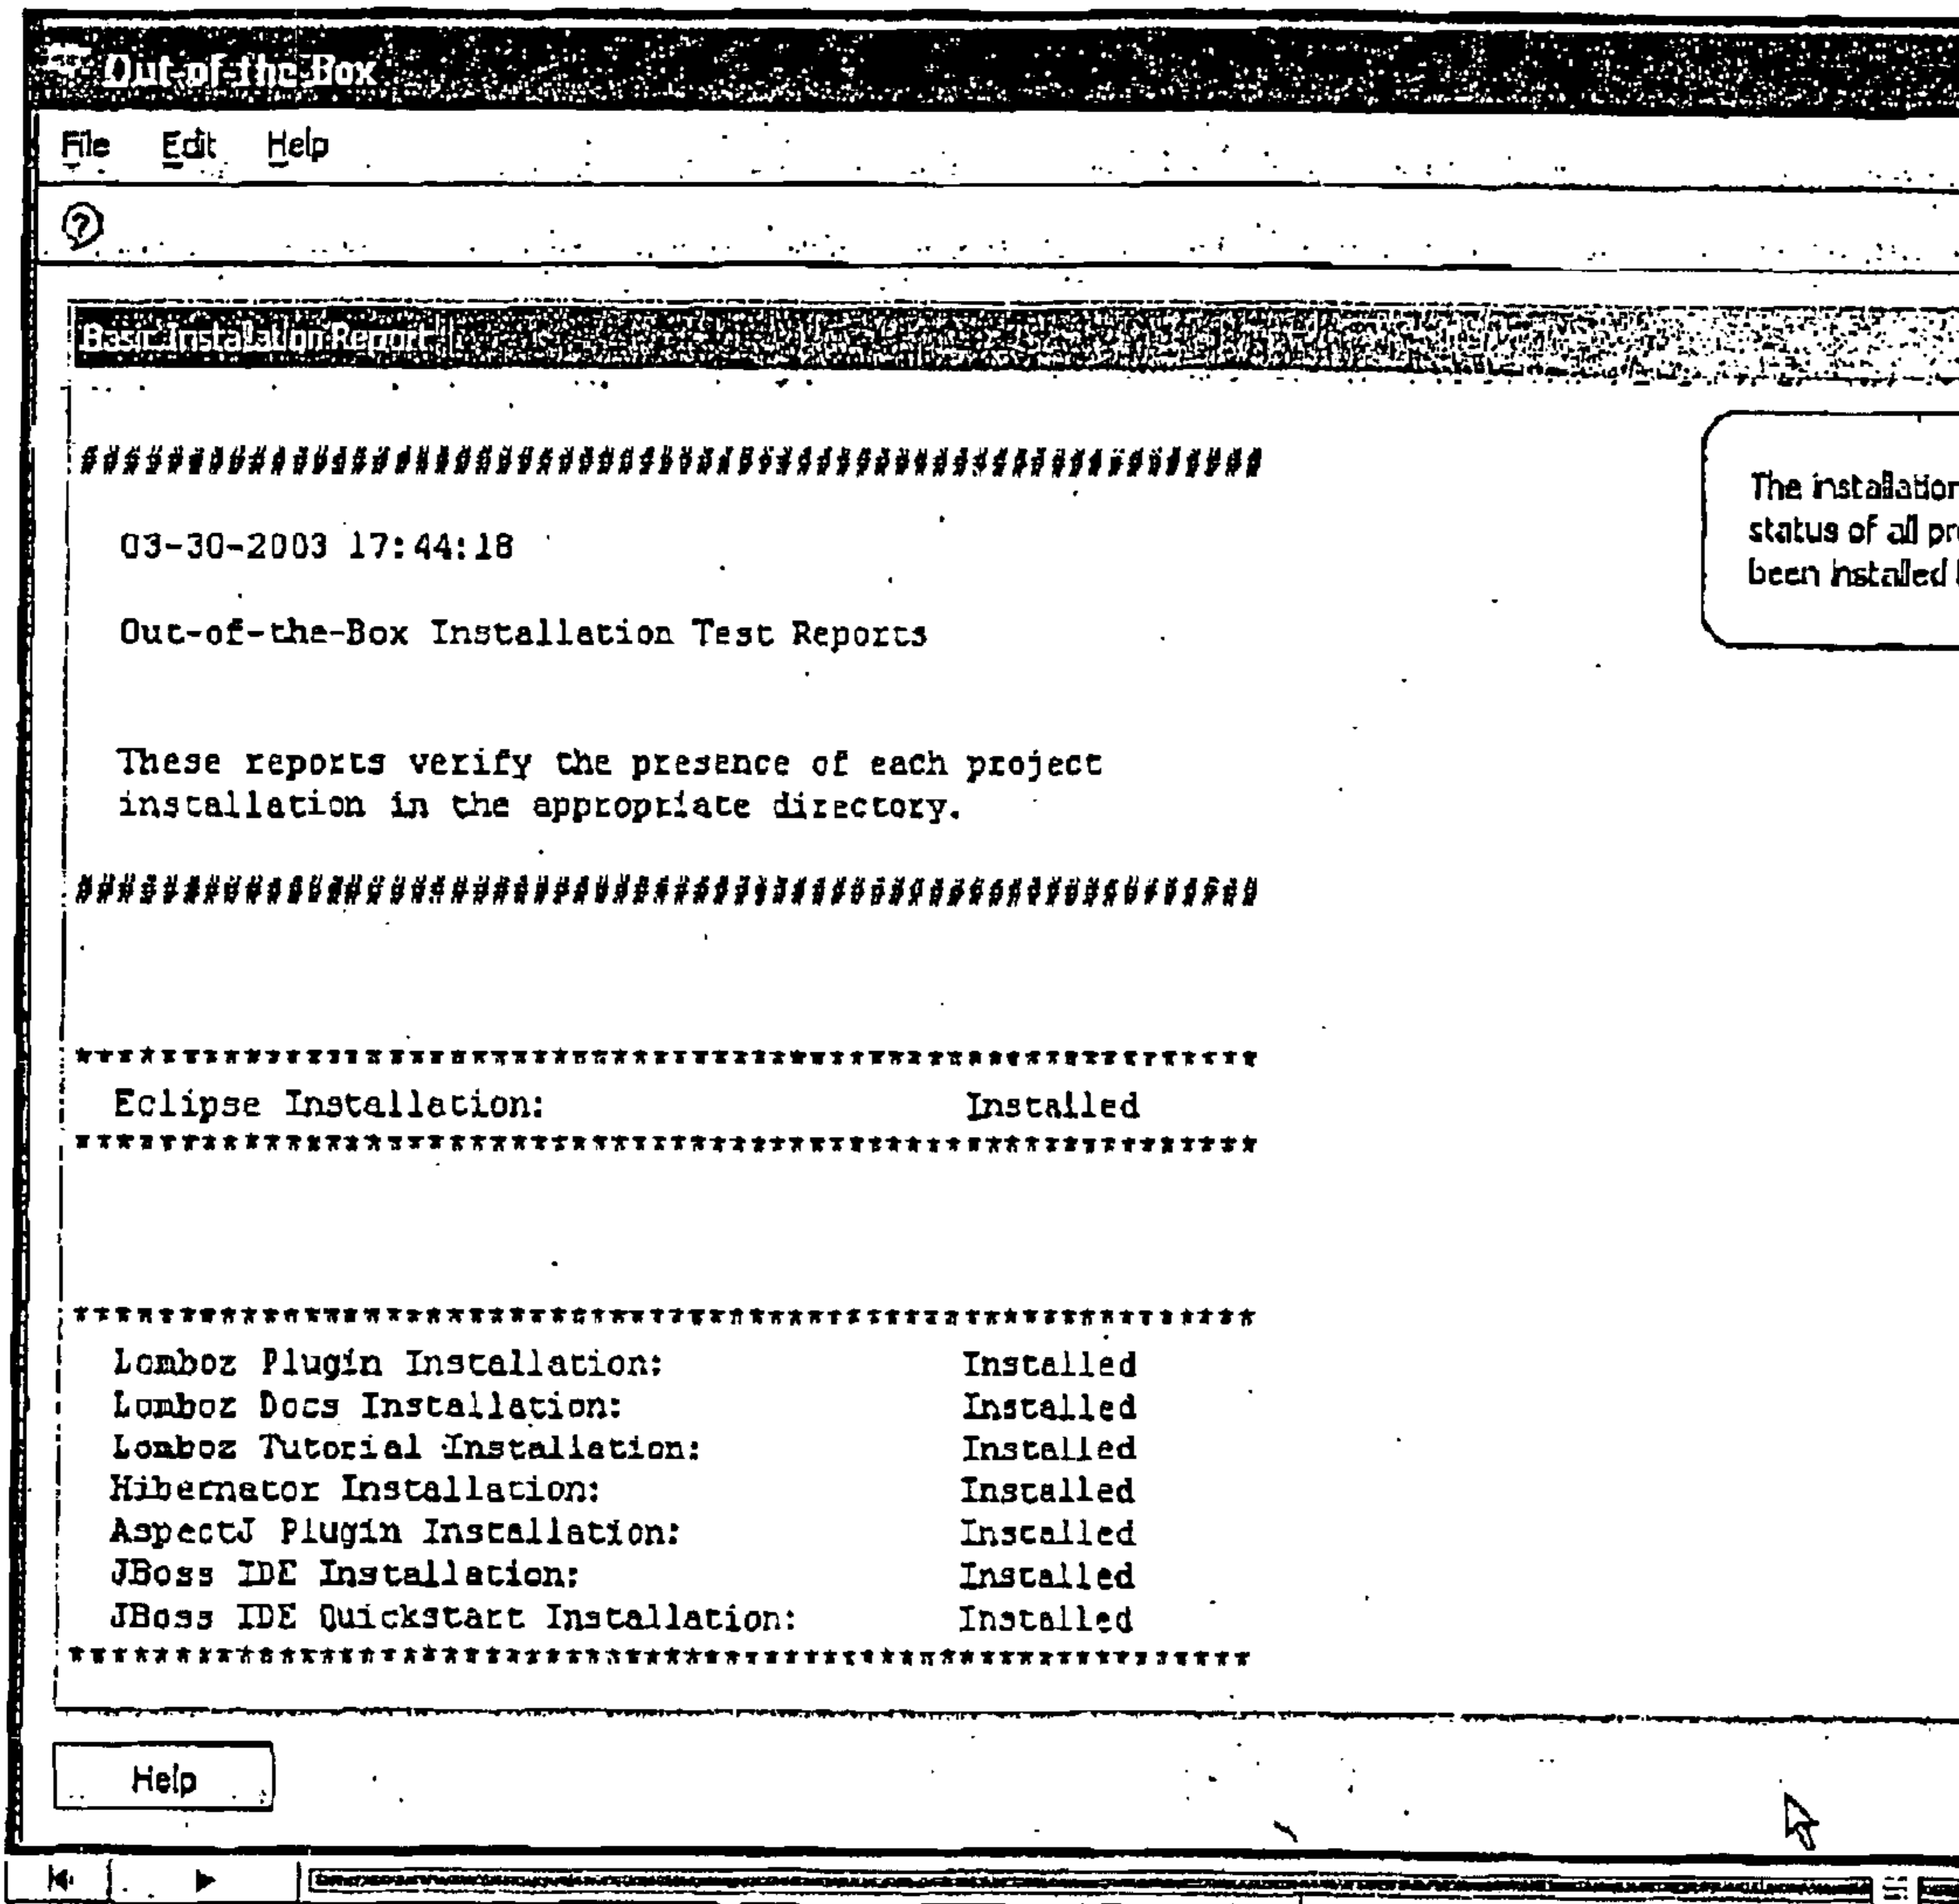 Out-of-the-Box
File Edit Help
Basic Installation Report
############################################################
The installation
status of all
been installed
03-30-2003 17:44:18
Out-of-the-Box Installation Test Reports
These reports verify the presence of each project
installation in the appropriate directory.
############################################################
************************************************************
Eclipse Installation: Installed
************************************************************
************************************************************
Lomboz Plugin Installation: Installed
Lomboz Docs Installation: Installed
Lomboz Tutorial Installation: Installed
Hibernator Installation: Installed
AspectJ Plugin Installation: Installed
JBoss IDE Installation: Installed
JBoss IDE Quickstart Installation: Installed
************************************************************
Help